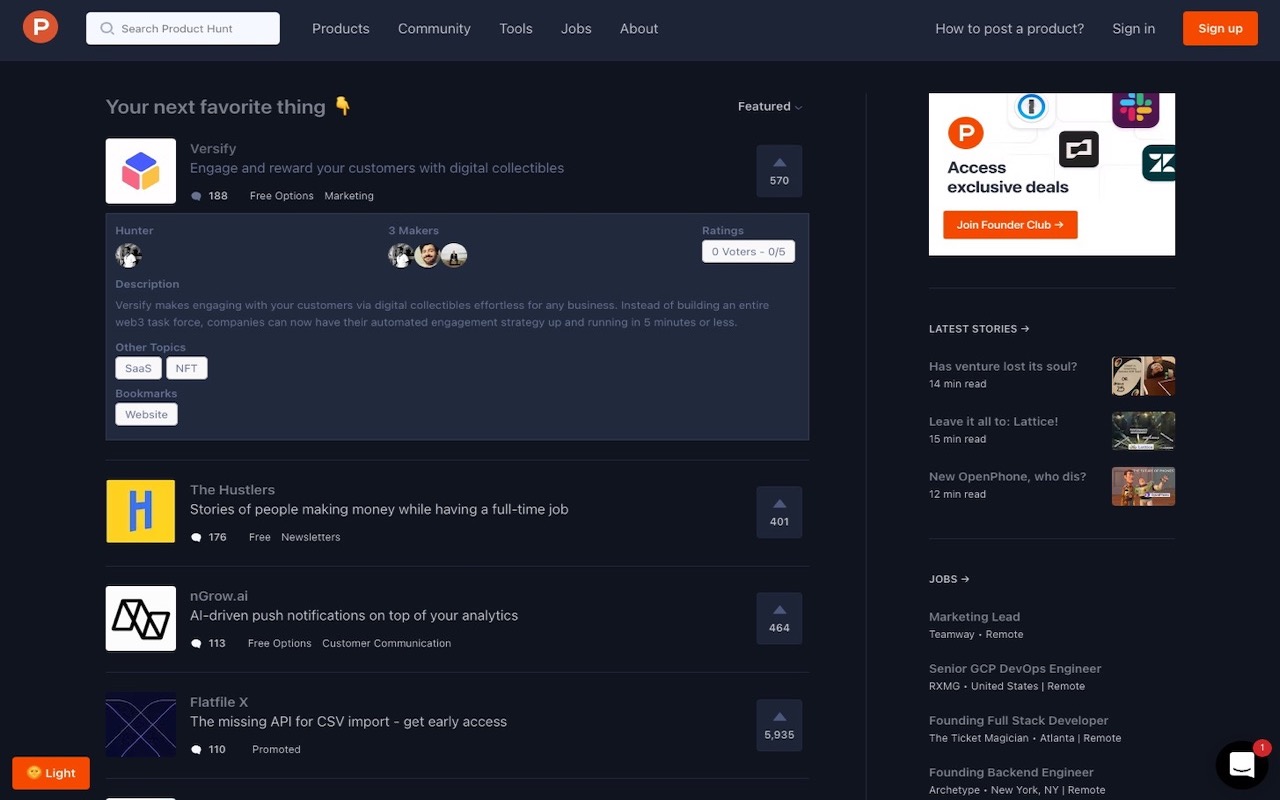 P
Search Product Hunt
Products
Community
Tools
Jobs
About
How to post a product?
Sign in
Sign up
Your next favorite thing 👇
Featured
Versify
Engage and reward your customers with digital collectibles
188 Free Options Marketing
570
Hunter
3 Makers
Ratings
0 Voters - 0/5
Description
Versify makes engaging with your customers via digital collectibles effortless for any business. Instead of building an entire
web3 task force, companies can now have their automated engagement strategy up and running in 5 minutes or less.
Other Topics
SaaS NFT
Bookmarks
Website
The Hustlers
Stories of people making money while having a full-time job
176 Free Newsletters
401
H
nGrow.ai
AI-driven push notifications on top of your analytics
113 Free Options Customer Communication
464
Flatfile X
The missing API for CSV import - get early access
110 Promoted
5,935
🌞 Light
P
Access
exclusive deals
Join Founder Club →
LATEST STORIES →
Has venture lost its soul?
14 min read
Leave it all to: Lattice!
15 min read
New OpenPhone, who dis?
12 min read
JOBS →
Marketing Lead
Teamway • Remote
Senior GCP DevOps Engineer
RXMG • United States | Remote
Founding Full Stack Developer
The Ticket Magician • Atlanta | Remote
Founding Backend Engineer
Archetype • New York, NY | Remote
1